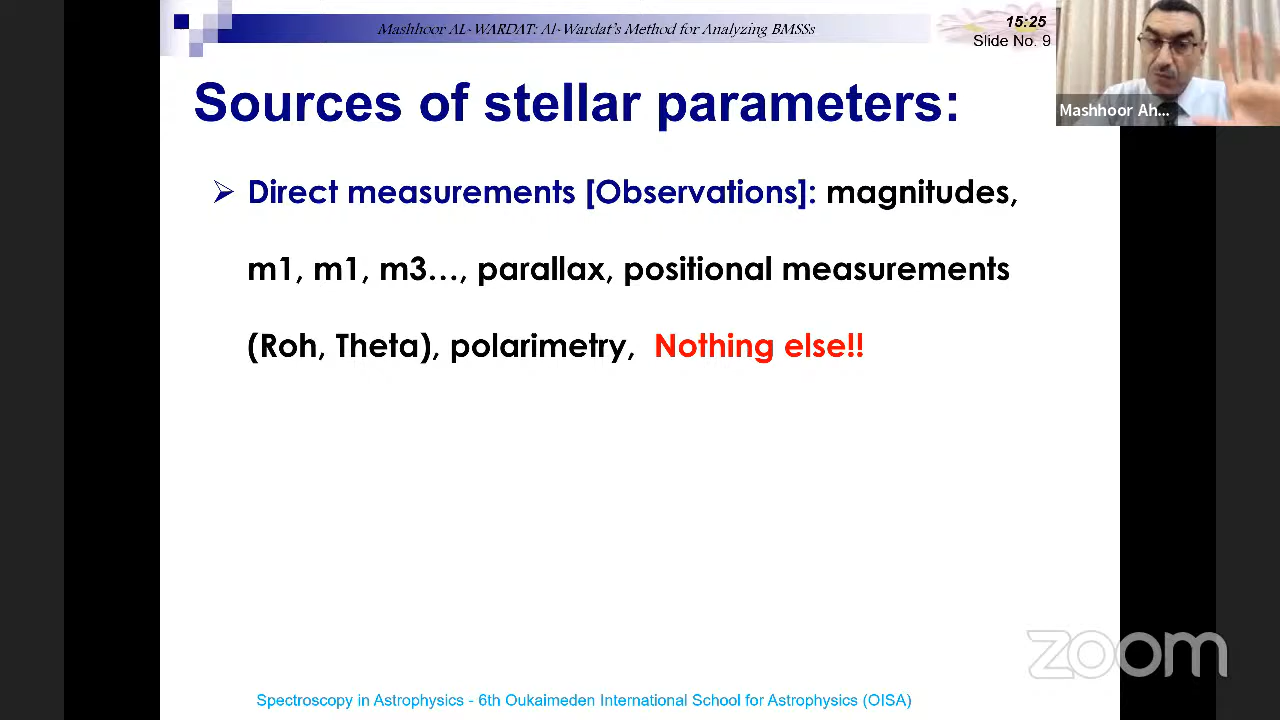 Mashhoor AL-WARDAT: Al-Wardat's Method for Analyzing BMSSs
15:25
Slide No. 9
Mashhoor Ah...
Sources of stellar parameters:
➢ Direct measurements [Observations]: magnitudes,
m1, m1, m3…, parallax, positional measurements
(Roh, Theta), polarimetry, Nothing else!!
zoom
Spectroscopy in Astrophysics - 6th Oukaimeden International School for Astrophysics (OISA)